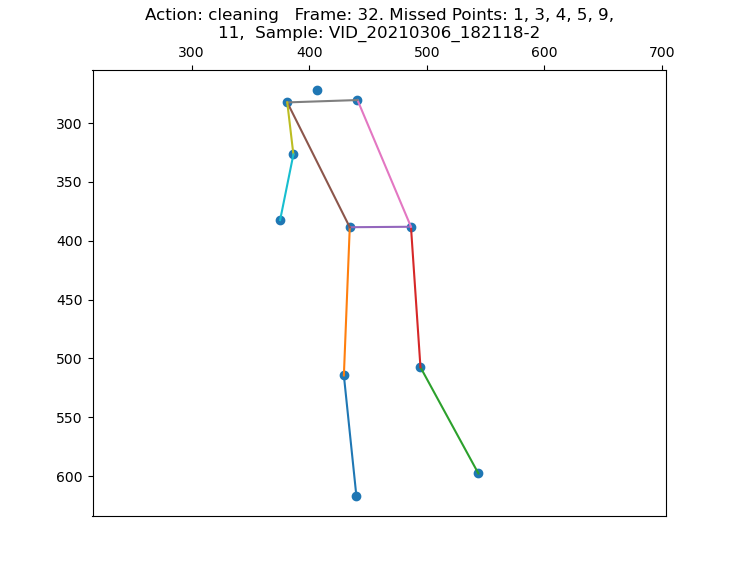 Action: cleaning   Frame: 32. Missed Points: 1, 3, 4, 5, 9,
11,  Sample: VID_20210306_182118-2
300 400 500 600 700
300
350
400
450
500
550
600